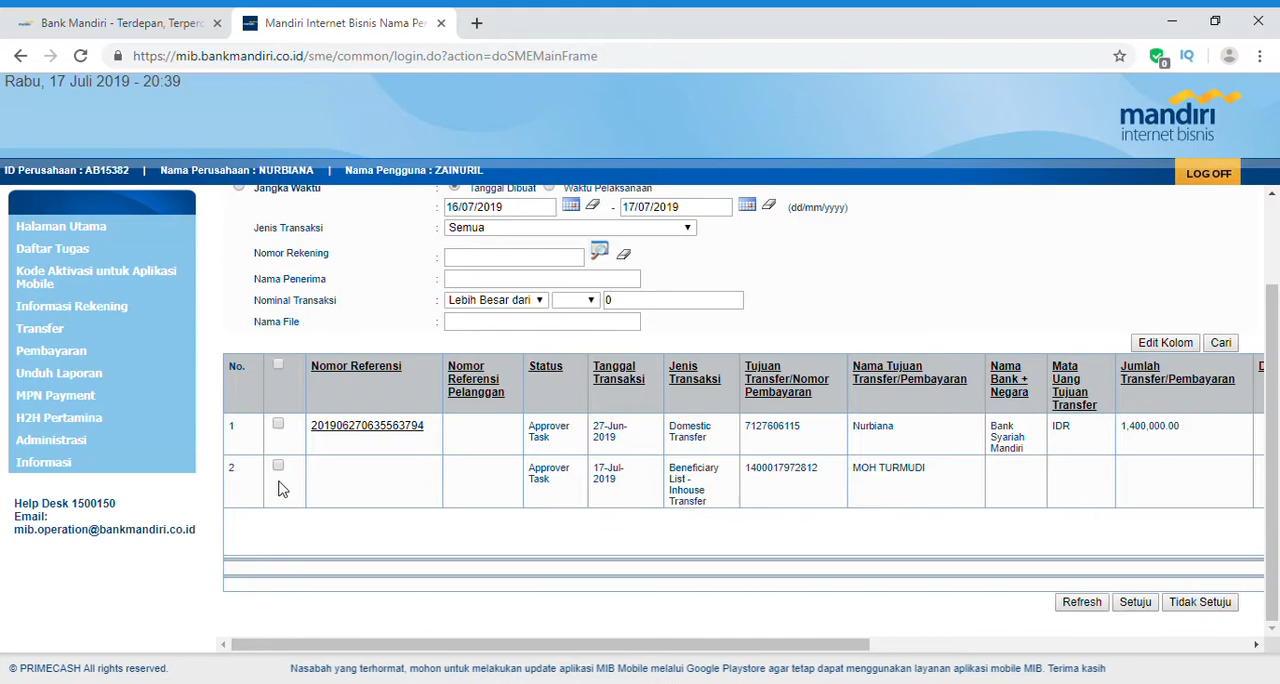 Bank Mandiri - Terdepan, Terperc
Mandiri Internet Bisnis Nama Per
https://mib.bankmandiri.co.id/sme/common/login.do?action=doSMEMainFrame
0
IQ
Rabu, 17 Juli 2019 - 20:39
mandiri
internet bisnis
ID Perusahaan : AB15382 | Nama Perusahaan : NURBIANA | Nama Pengguna : ZAINURIL
LOG OFF
Halaman Utama
Daftar Tugas
Kode Aktivasi untuk Aplikasi
Mobile
Informasi Rekening
Transfer
Pembayaran
Unduh Laporan
MPN Payment
H2H Pertamina
Administrasi
Informasi
Help Desk 1500150
Email:
mib.operation@bankmandiri.co.id
Jangka Waktu : Tanggal Dibuat Waktu Pelaksanaan
: 16/07/2019 - 17/07/2019 (dd/mm/yyyy)
Jenis Transaksi : Semua
Nomor Rekening :
Nama Penerima :
Nominal Transaksi : Lebih Besar dari 0
Nama File :
Edit Kolom Cari
No.
Nomor Referensi
Nomor
Referensi
Pelanggan
Status
Tanggal
Transaksi
Jenis
Transaksi
Tujuan
Transfer/Nomor
Pembayaran
Nama Tujuan
Transfer/Pembayaran
Nama
Bank +
Negara
Mata
Uang
Tujuan
Transfer
Jumlah
Transfer/Pembayaran
1
201906270635563794
Approver
Task
27-Jun-
2019
Domestic
Transfer
7127606115
Nurbiana
Bank
Syariah
Mandiri
IDR
1,400,000.00
2
Approver
Task
17-Jul-
2019
Beneficiary
List -
Inhouse
Transfer
1400017972812
MOH TURMUDI
Refresh Setuju Tidak Setuju
© PRIMECASH All rights reserved.
Nasabah yang terhormat, mohon untuk melakukan update aplikasi MIB Mobile melalui Google Playstore agar tetap dapat menggunakan layanan aplikasi mobile MIB. Terima kasih